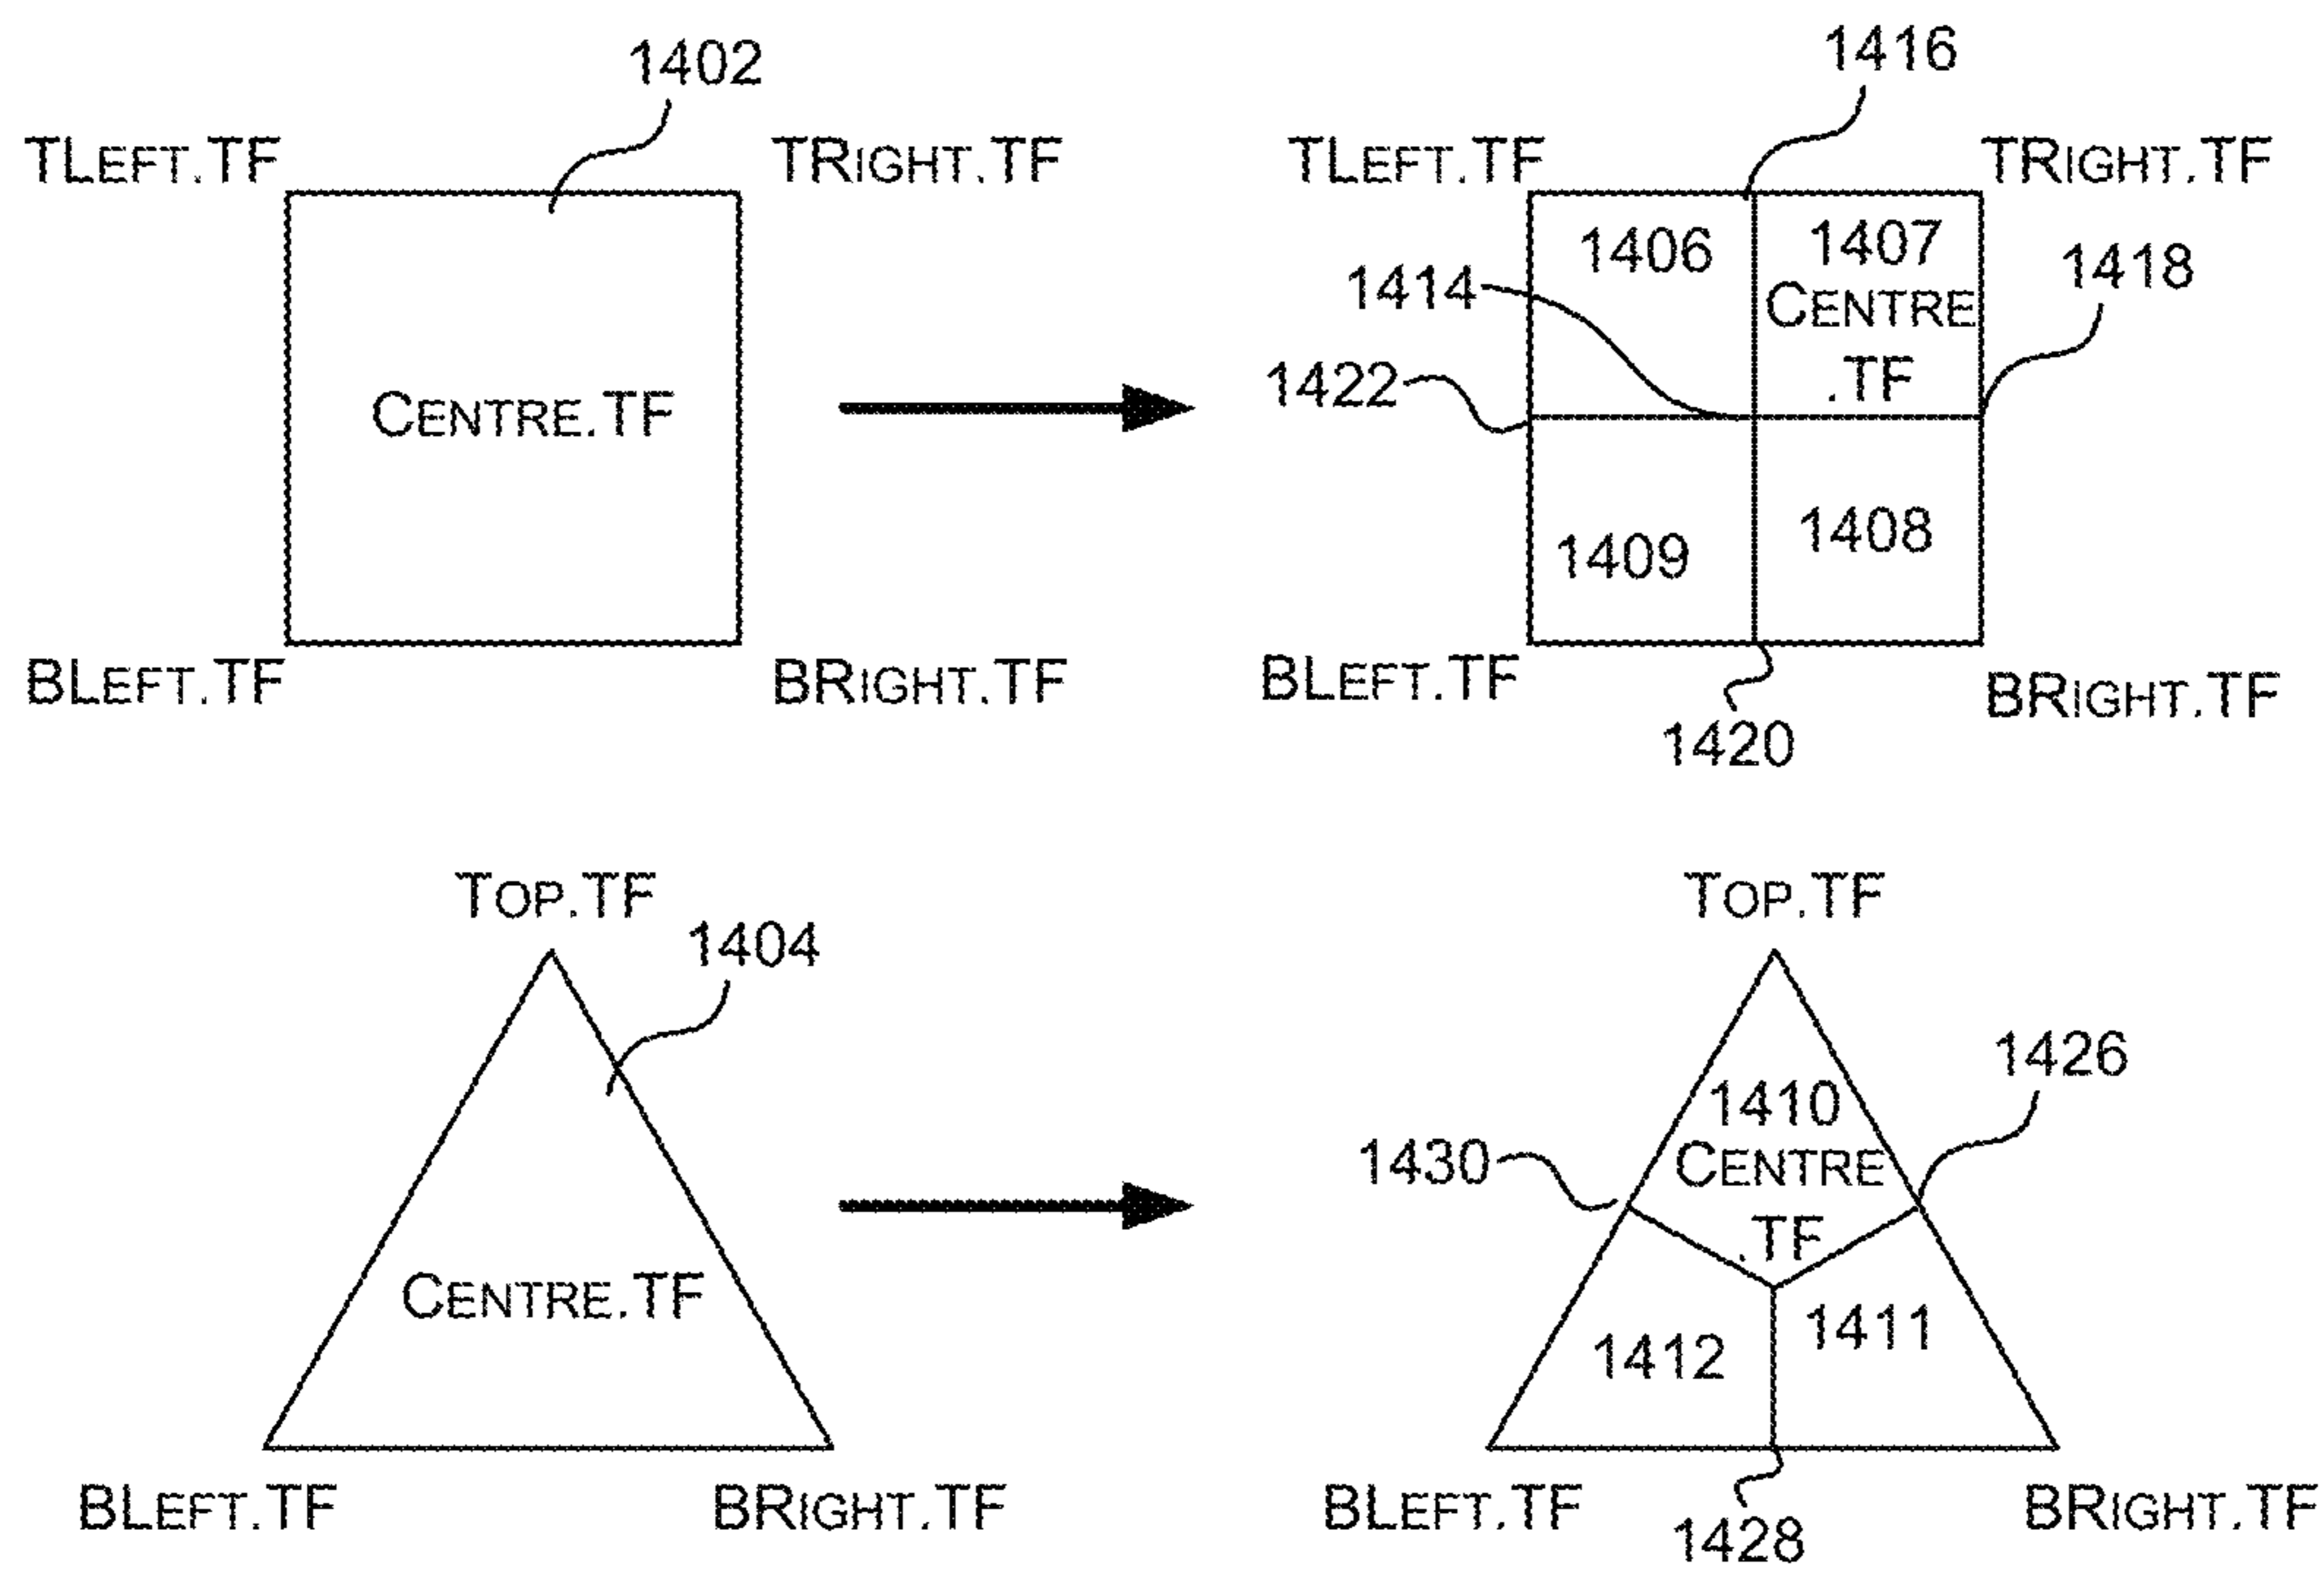 1402
1416
TLEFT.TF
TRIGHT.TF
TLEFT.TF
TRIGHT.TF
1406
1407
CENTRE
.TF
1414
1418
1422
CENTRE.TF
1409
1408
BLEFT.TF
BRIGHT.TF
BLEFT.TF
BRIGHT.TF
1420
TOP.TF
1404
TOP.TF
1426
1410
CENTRE
.TF
1430
CENTRE.TF
1412
1411
BLEFT.TF
BRIGHT.TF
BLEFT.TF
BRIGHT.TF
1428